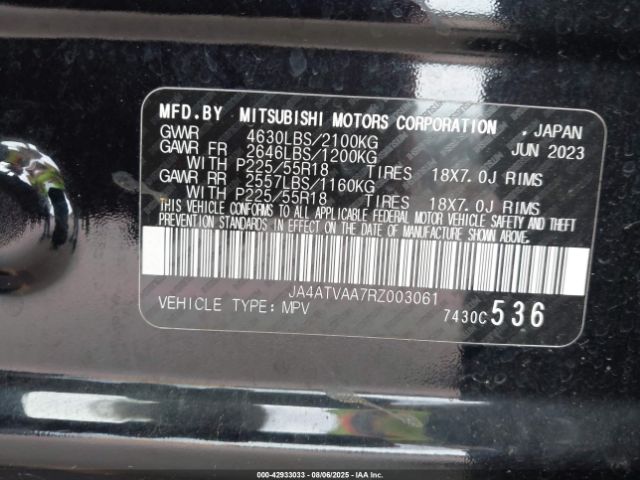 MFD.BY MITSUBISHI MOTORS CORPORATION , JAPAN
GVWR 4630LBS/2100KG JUN 2023
GAWR FR 2646LBS/1200KG
WITH P225/55R18 TIRES 18X7.0J RIMS
GAWR RR 2557LBS/1160KG
WITH P225/55R18 TIRES 18X7.0J RIMS
THIS VEHICLE CONFORMS TO ALL APPLICABLE FEDERAL MOTOR VEHICLE SAFETY AND THEFT
PREVENTION STANDARDS IN EFFECT ON THE DATE OF MANUFACTURE SHOWN ABOVE.
JA4ATVAA7RZ003061
VEHICLE TYPE: MPV 7430C 536
000-42933033 - 08/06/2025 - IAAI.com